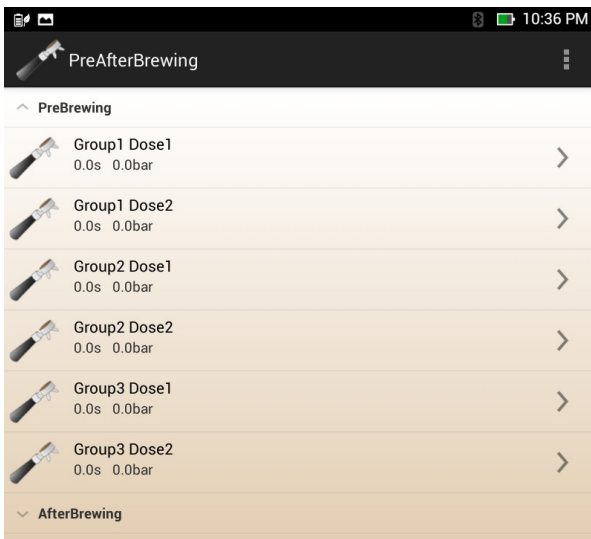 10:36 PM
PreAfterBrewing
PreBrewing
Group1 Dose1
0.0s 0.0bar
Group1 Dose2
0.0s 0.0bar
Group2 Dose1
0.0s 0.0bar
Group2 Dose2
0.0s 0.0bar
Group3 Dose1
0.0s 0.0bar
Group3 Dose2
0.0s 0.0bar
AfterBrewing